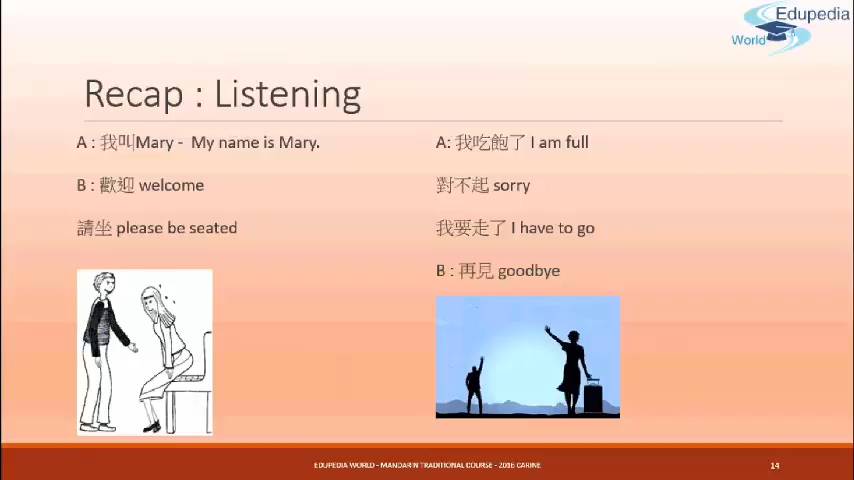 Edupedia
World
Recap : Listening
A : 我叫Mary - My name is Mary.
B : 歡迎 welcome
請坐 please be seated
A: 我吃飽了 I am full
對不起 sorry
我要走了 I have to go
B : 再見 goodbye
EDUPEDIA WORLD - MANDARIN TRADITIONAL COURSE - 2016 CARINE
14